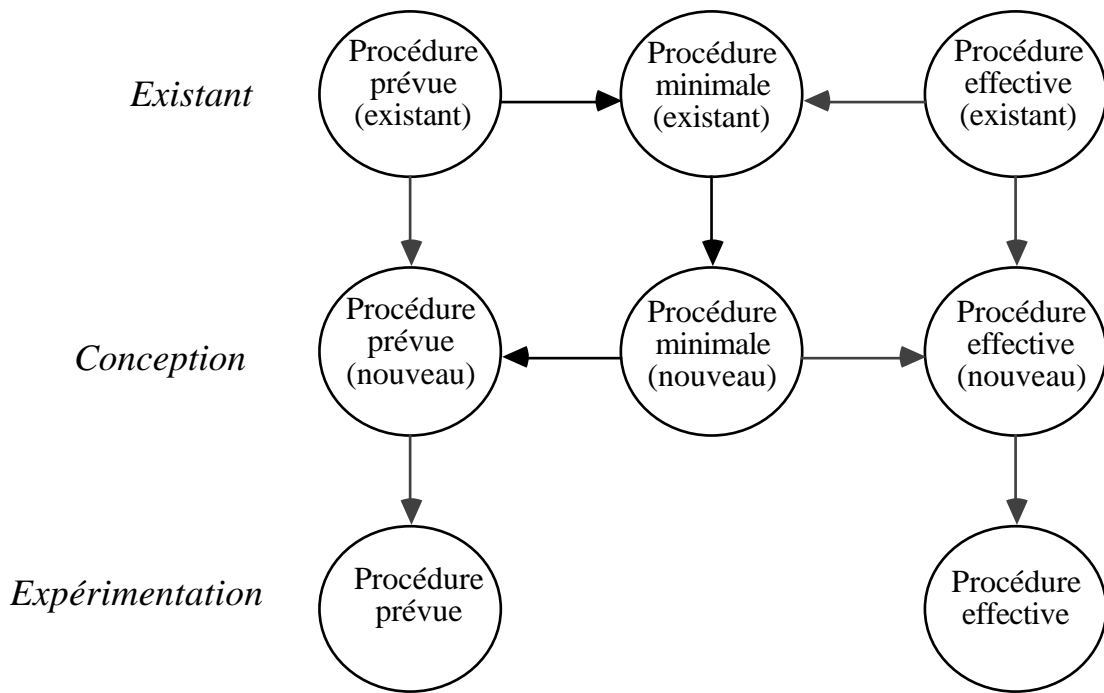 Existant
Procédure
prévue
(existant)
Procédure
minimale
(existant)
Procédure
effective
(existant)
Conception
Procédure
prévue
(nouveau)
Procédure
minimale
(nouveau)
Procédure
effective
(nouveau)
Expérimentation
Procédure
prévue
Procédure
effective